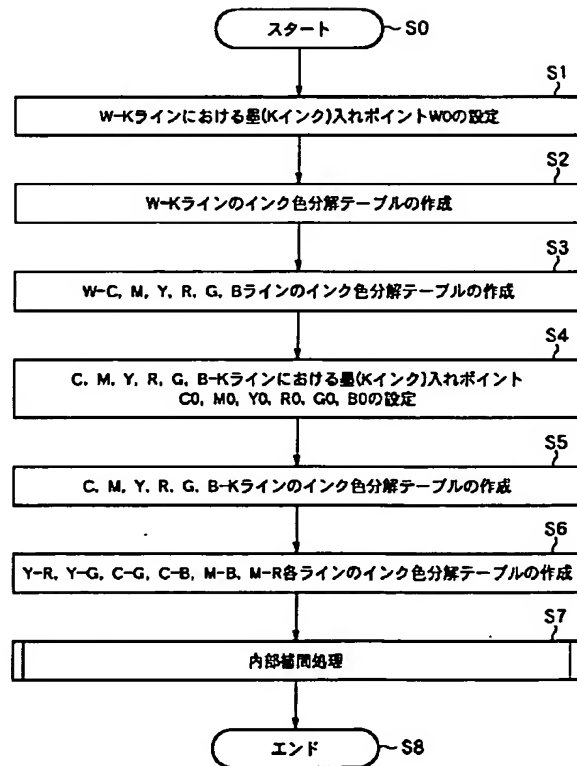 スタート
S0
S1
W-Kラインにおける墨(Kインク)入れポイントW0の設定
S2
W-Kラインのインク色分解テーブルの作成
S3
W-C, M, Y, R, G, Bラインのインク色分解テーブルの作成
S4
C, M, Y, R, G, B-Kラインにおける墨(Kインク)入れポイント
C0, M0, Y0, R0, G0, B0の設定
S5
C, M, Y, R, G, B-Kラインのインク色分解テーブルの作成
S6
Y-R, Y-G, C-G, C-B, M-B, M-R各ラインのインク色分解テーブルの作成
S7
内部補間処理
エンド
S8